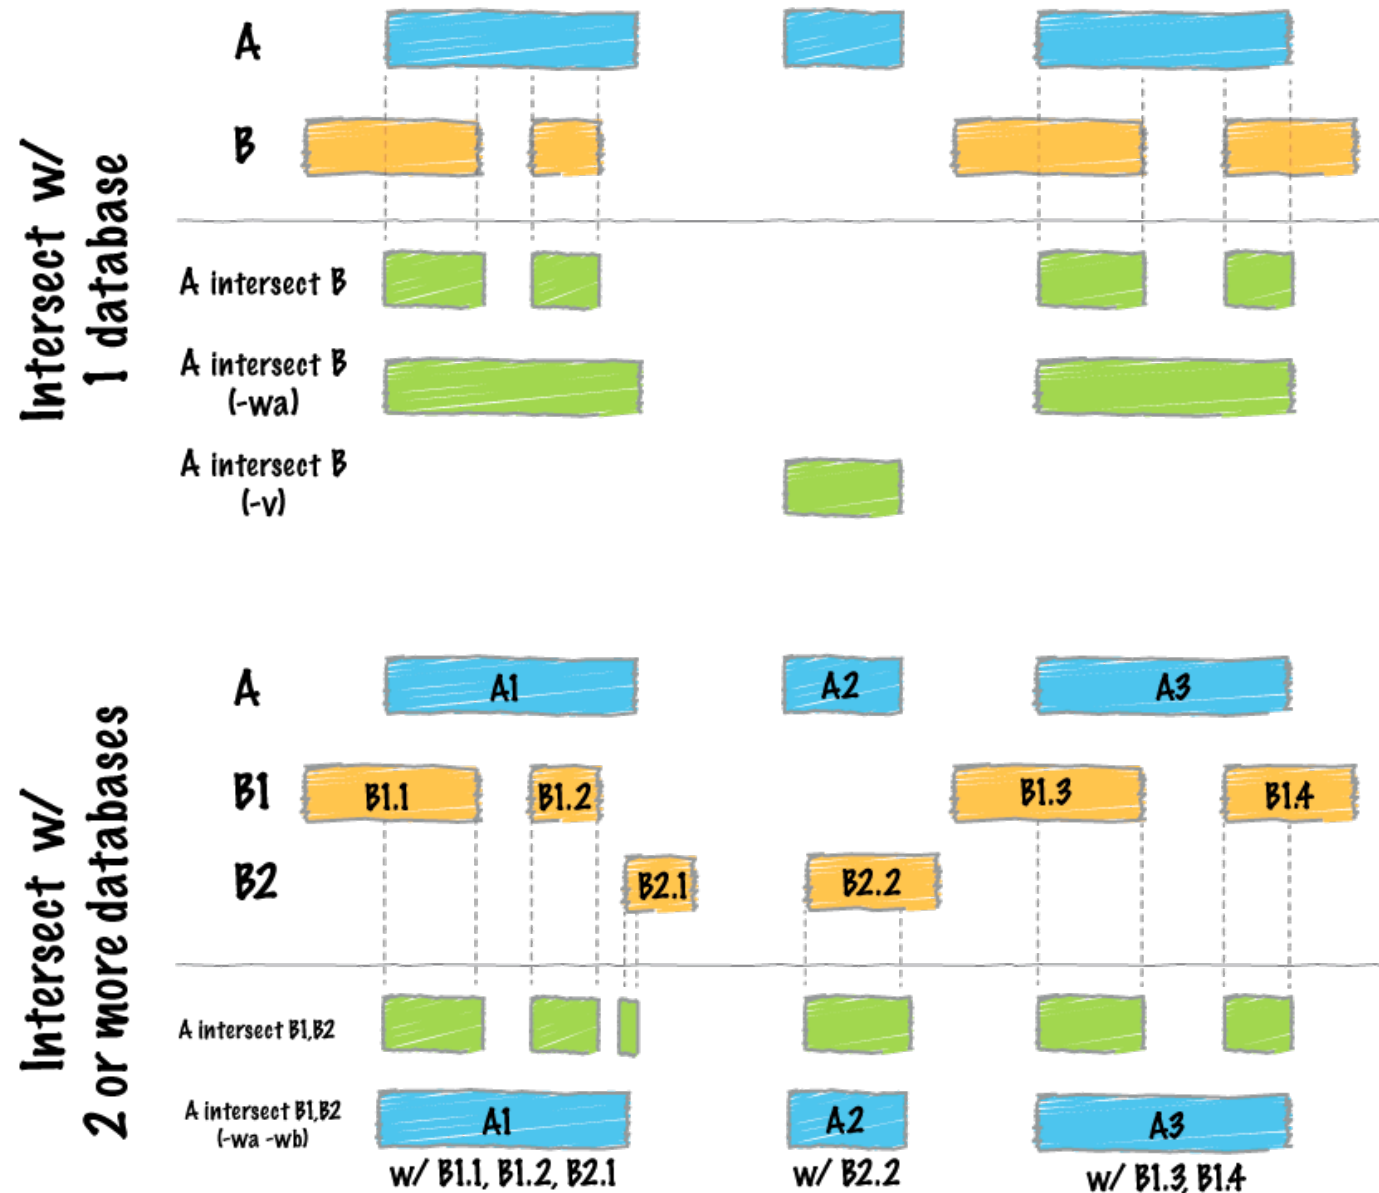 Intersect w/
1 database
A
B
A intersect B
A intersect B
(-wa)
A intersect B
(-v)
Intersect w/
2 or more databases
A
A1
A2
A3
B1
B1.1
B1.2
B1.3
B1.4
B2
B2.1
B2.2
A intersect B1,B2
A intersect B1,B2
(-wa -wb)
A1
A2
A3
w/ B1.1, B1.2, B2.1
w/ B2.2
w/ B1.3, B1.4